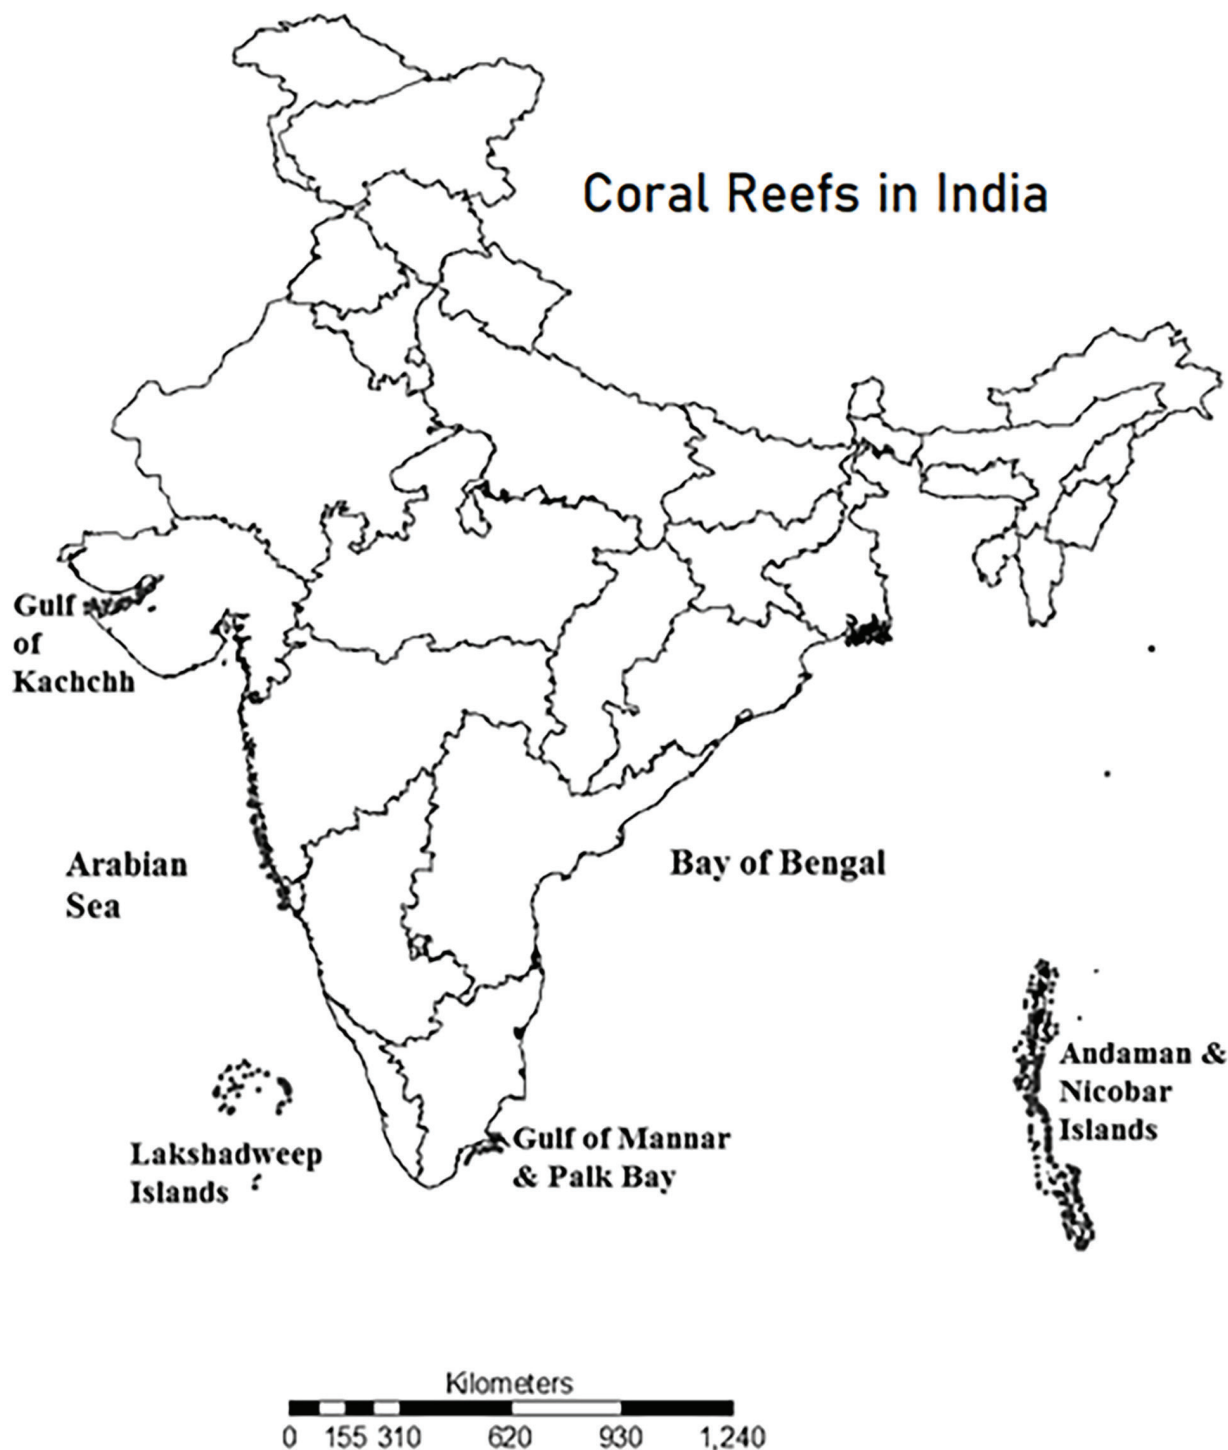 Coral Reefs in India
Gulf
of
Kachchh
Arabian
Sea
Bay of Bengal
Andaman &
Nicobar
Islands
Lakshadweep
Islands
Gulf of Mannar
& Palk Bay
Kilometers
0 155 310 620 930 1,240